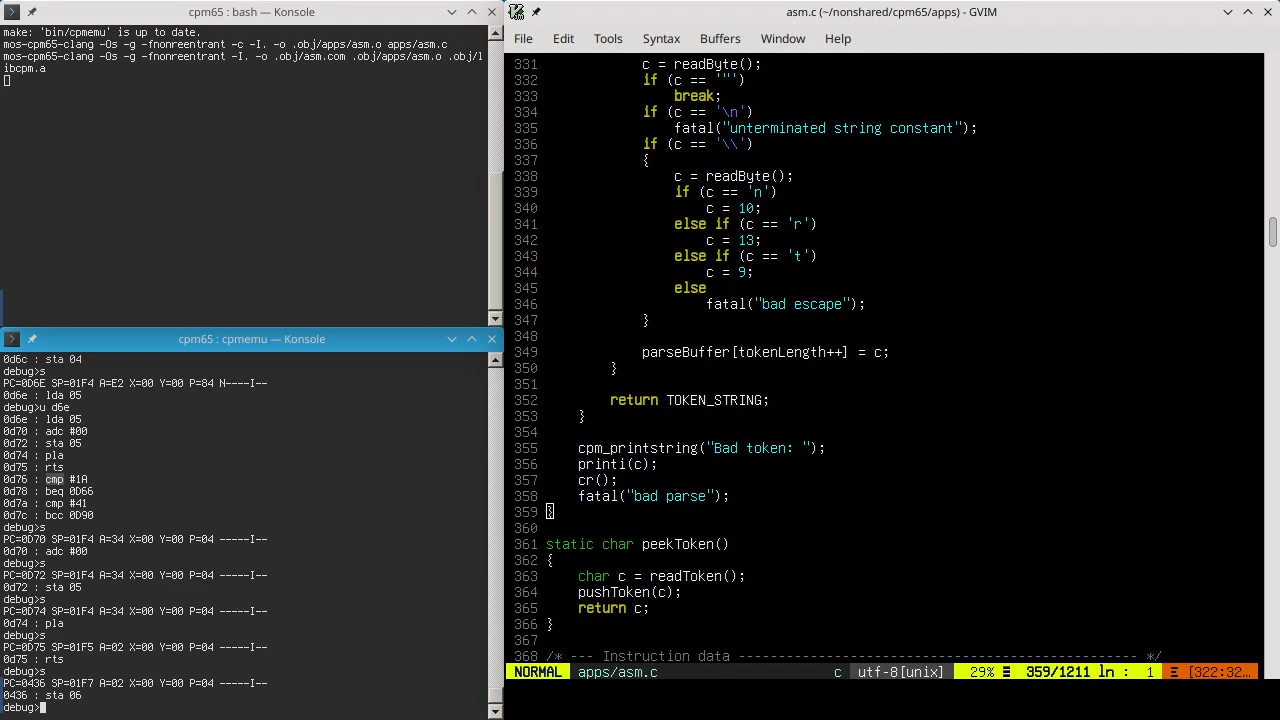 cpm65 : bash — Konsole
make: 'bin/cpmemu' is up to date.
mos-cpm65-clang -Os -g -fnonreentrant -c -I. -o .obj/apps/asm.o apps/asm.c
mos-cpm65-clang -Os -g -fnonreentrant -I. -o .obj/asm.com .obj/apps/asm.o .obj/l
ibcpm.a
cpm65 : cpmemu — Konsole
0d6c : sta 04
debug>s
PC=0D6E SP=01F4 A=E2 X=00 Y=00 P=84 N----I--
0d6e : lda 05
debug>u d6e
0d6e : lda 05
0d70 : adc #00
0d72 : sta 05
0d74 : pla
0d75 : rts
0d76 : cmp #1A
0d78 : beq 0D66
0d7a : cmp #41
0d7c : bcc 0D90
debug>s
PC=0D70 SP=01F4 A=34 X=00 Y=00 P=04 -----I--
0d70 : adc #00
debug>s
PC=0D72 SP=01F4 A=34 X=00 Y=00 P=04 -----I--
0d72 : sta 05
debug>s
PC=0D74 SP=01F4 A=34 X=00 Y=00 P=04 -----I--
0d74 : pla
debug>s
PC=0D75 SP=01F5 A=02 X=00 Y=00 P=04 -----I--
0d75 : rts
debug>s
PC=0436 SP=01F7 A=02 X=00 Y=00 P=04 -----I--
0436 : sta 06
debug>
asm.c (~/nonshared/cpm65/apps) - GVIM
File Edit Tools Syntax Buffers Window Help
331 c = readByte();
332 if (c == '"')
333 break;
334 if (c == '\n')
335 fatal("unterminated string constant");
336 if (c == '\\')
337 {
338 c = readByte();
339 if (c == 'n')
340 c = 10;
341 else if (c == 'r')
342 c = 13;
343 else if (c == 't')
344 c = 9;
345 else
346 fatal("bad escape");
347 }
348
349 parseBuffer[tokenLength++] = c;
350 }
351
352 return TOKEN_STRING;
353 }
354
355 cpm_printstring("Bad token: ");
356 printi(c);
357 cr();
358 fatal("bad parse");
359 }
360
361 static char peekToken()
362 {
363 char c = readToken();
364 pushToken(c);
365 return c;
366 }
367
368 /* --- Instruction data -------------------------------------------------- */
NORMAL apps/asm.c c utf-8[unix] 29% ☰ 359/1211 ln : 1 Ξ [322:32...